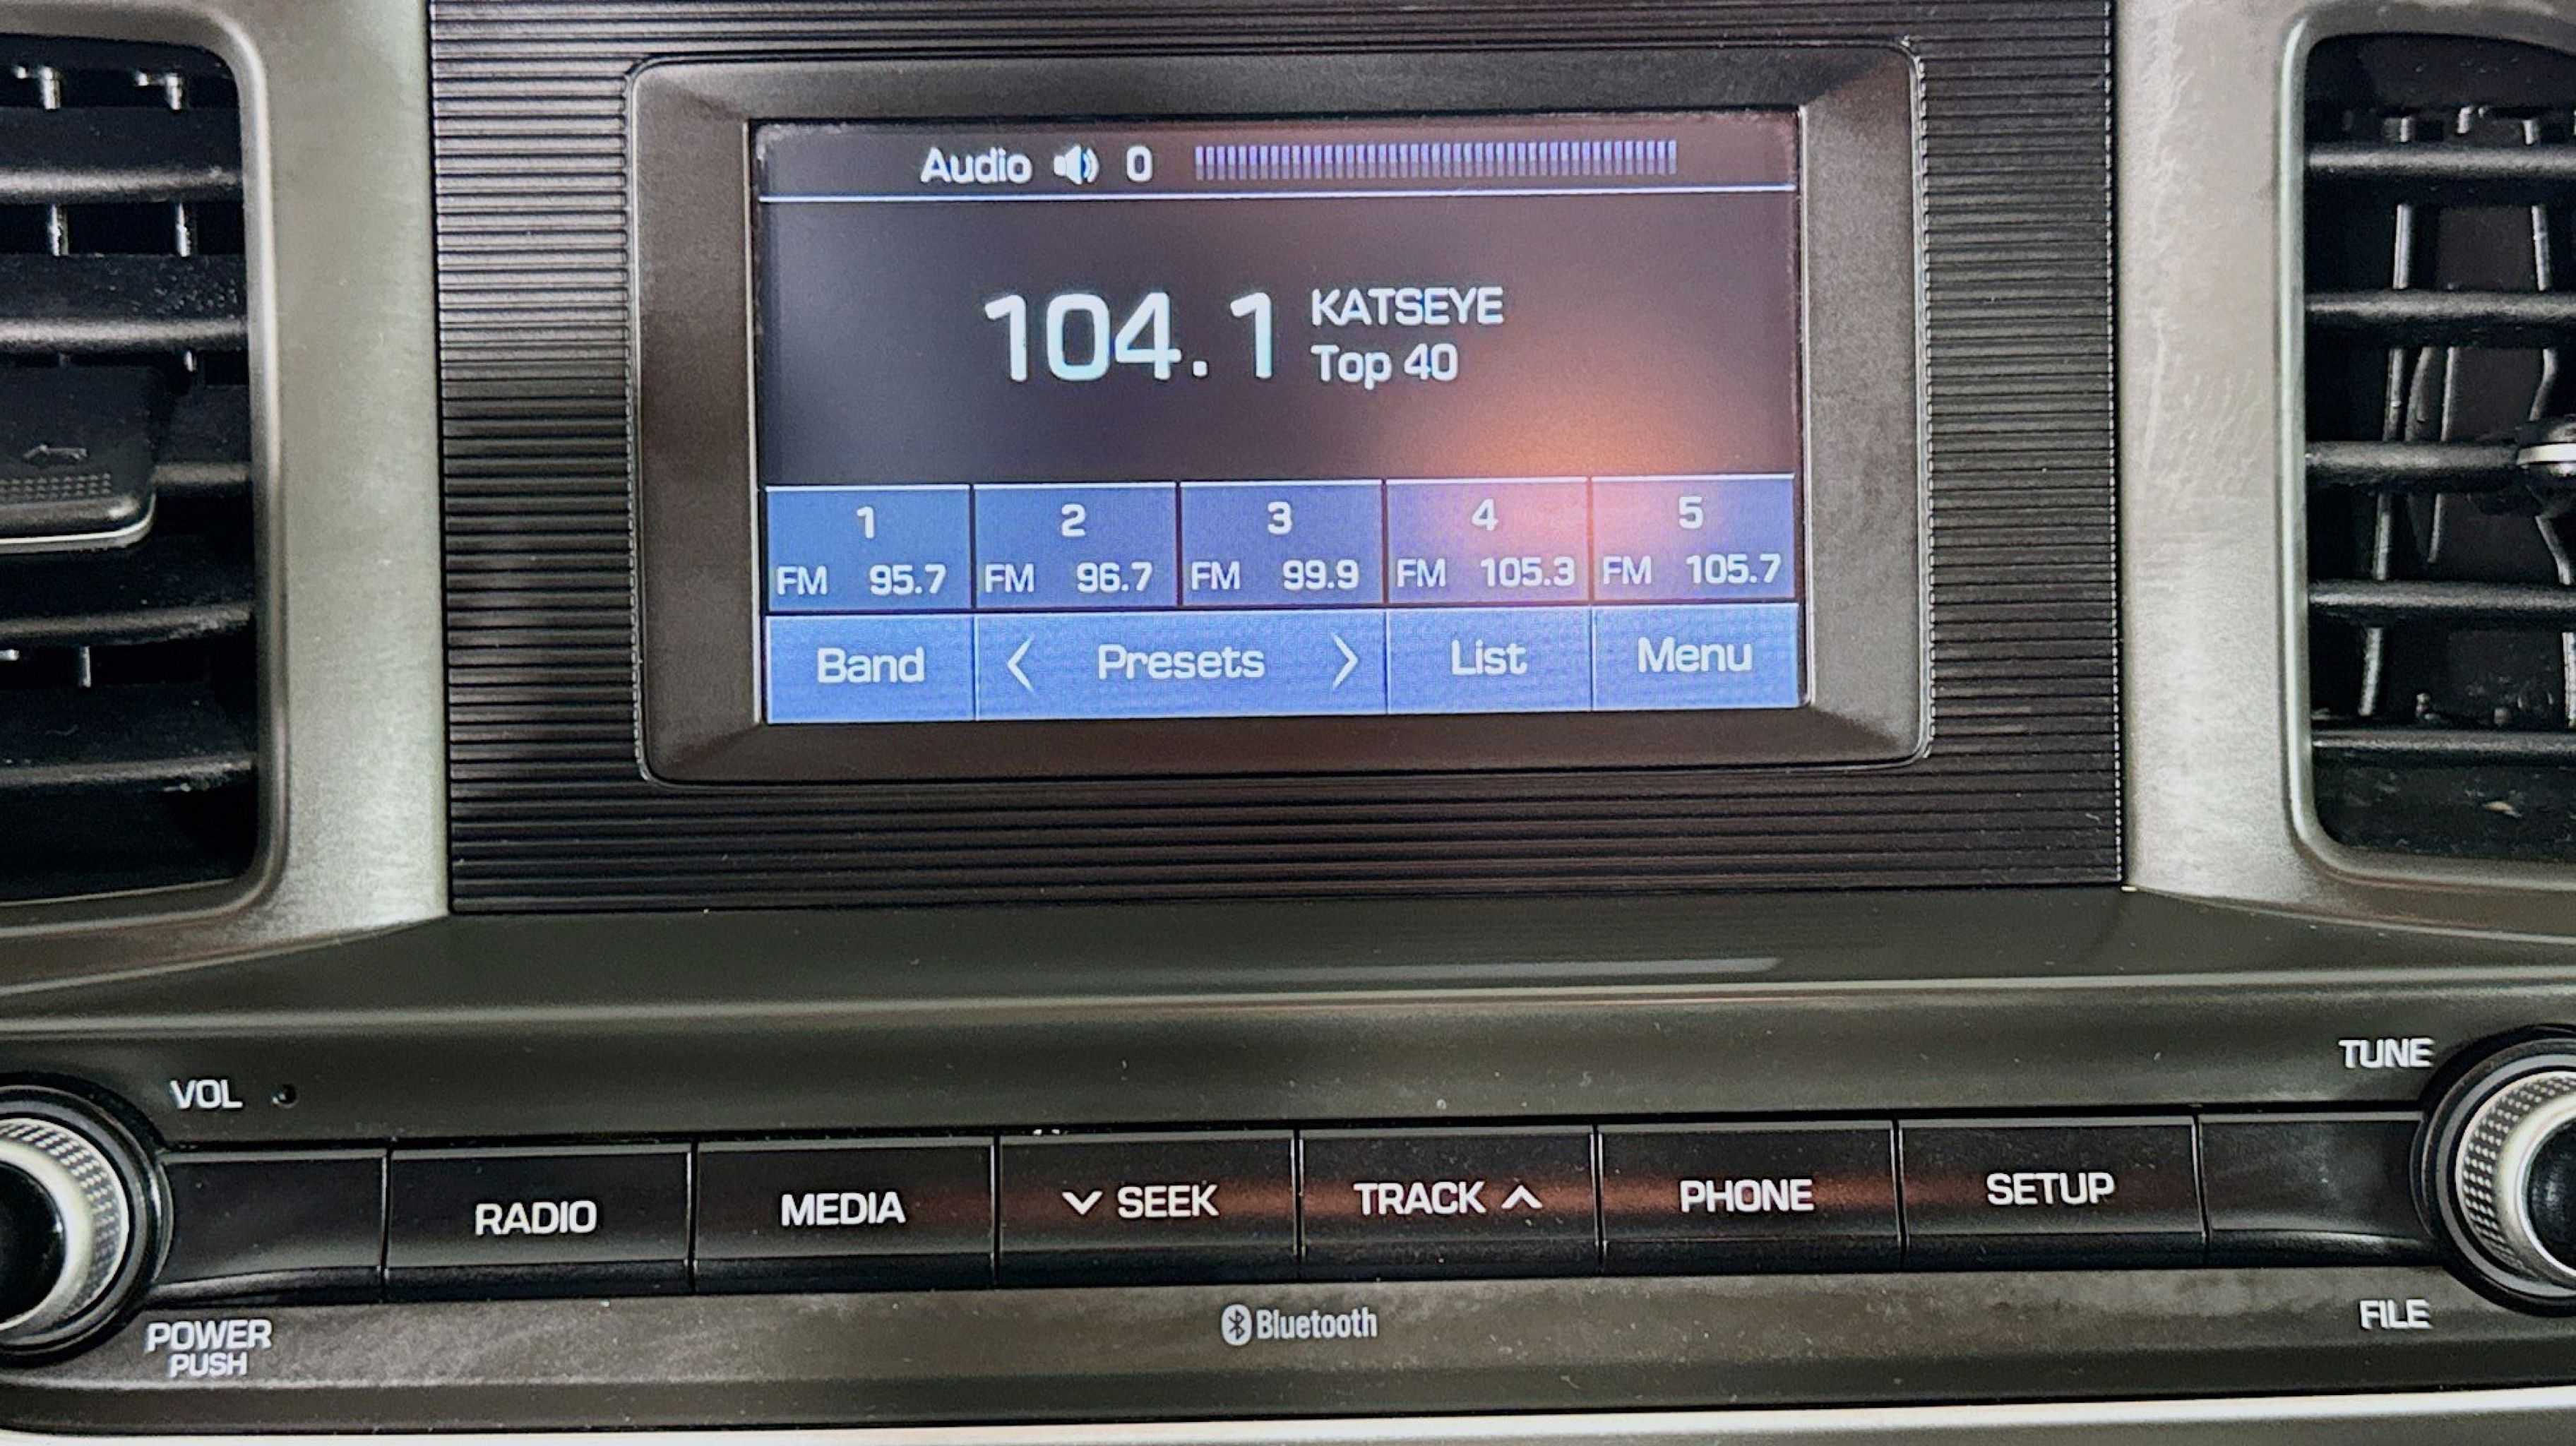 Audio 0
104.1
KATSEYE
Top 40
1 2 3 4 5
FM 95.7 FM 96.7 FM 99.9 FM 105.3 FM 105.7
Band < Presets > List Menu
VOL
TUNE
RADIO MEDIA SEEK TRACK PHONE SETUP
POWER
PUSH
Bluetooth
FILE